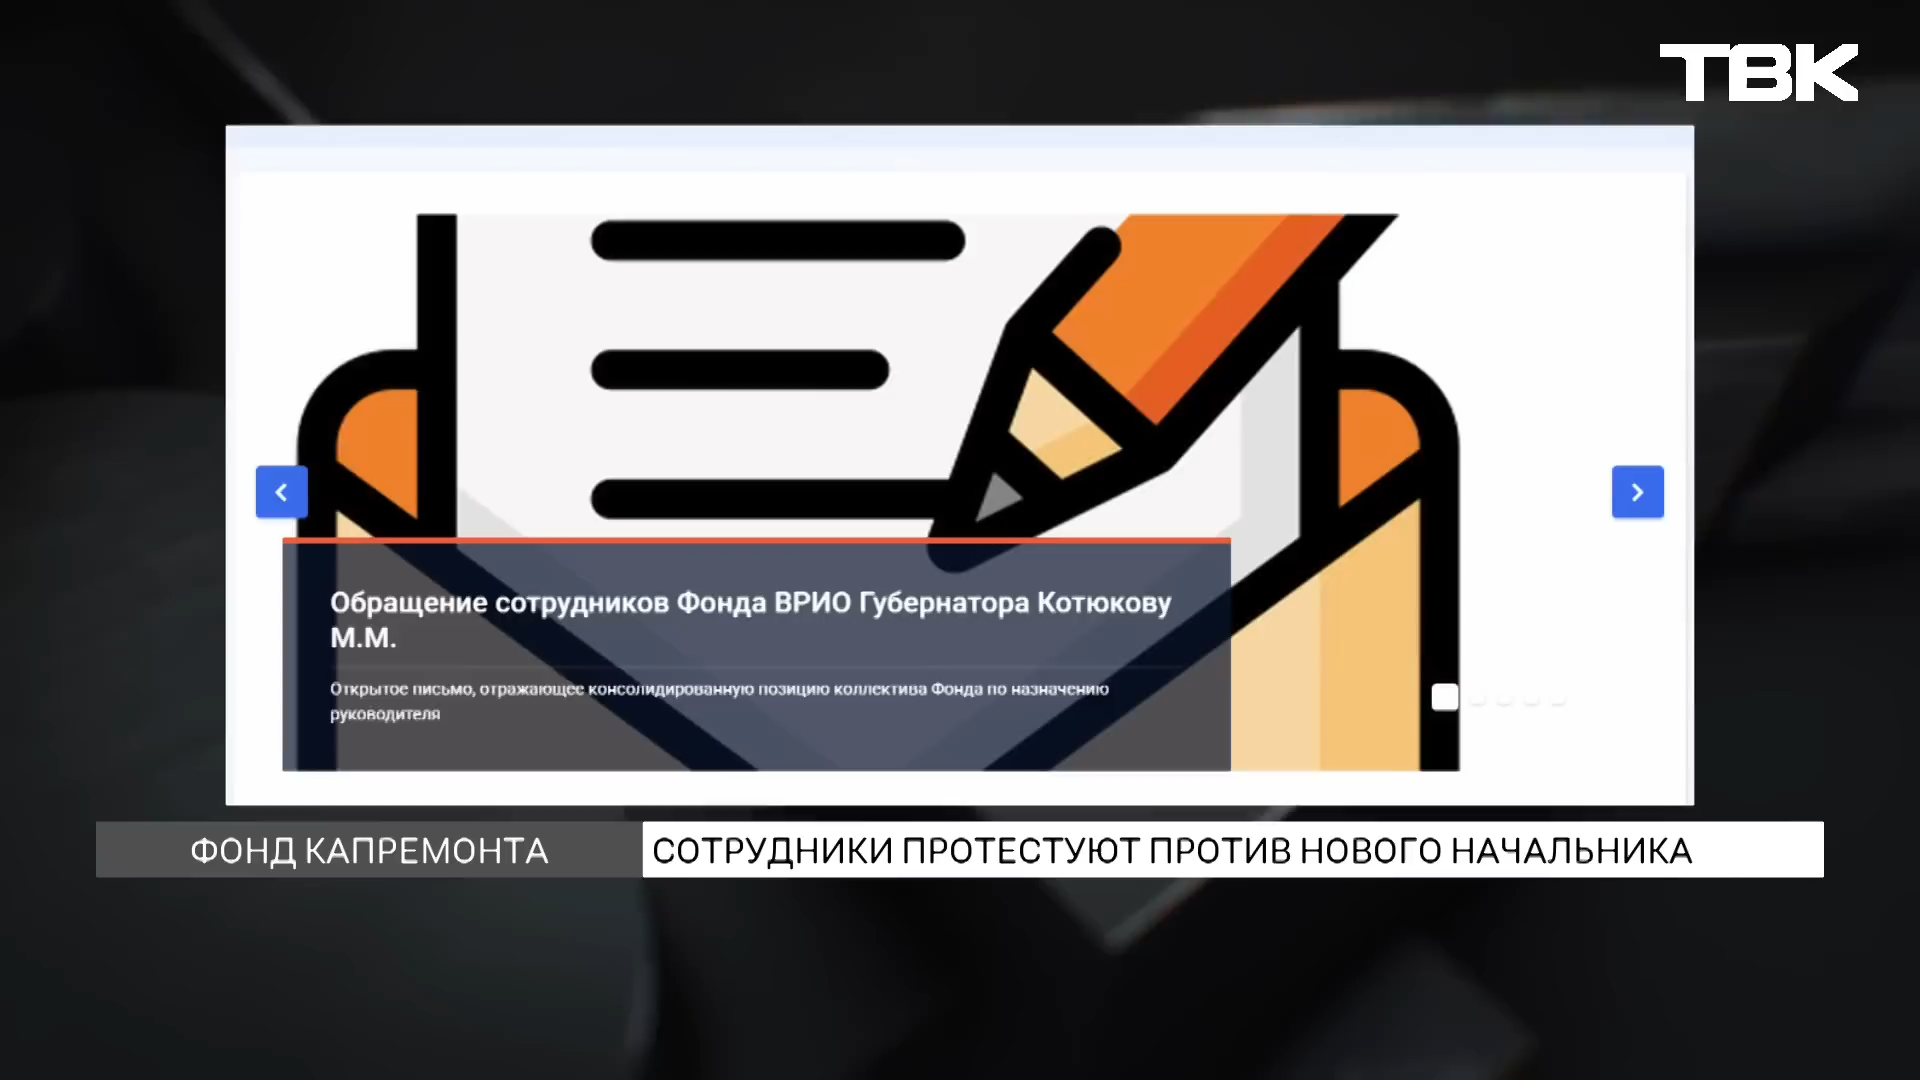 ТВК
Обращение сотрудников Фонда ВРИО Губернатора Котюкову
М.М.
Открытое письмо, отражающее консолидированную позицию коллектива Фонда по назначению
руководителя
ФОНД КАПРЕМОНТА
СОТРУДНИКИ ПРОТЕСТУЮТ ПРОТИВ НОВОГО НАЧАЛЬНИКА